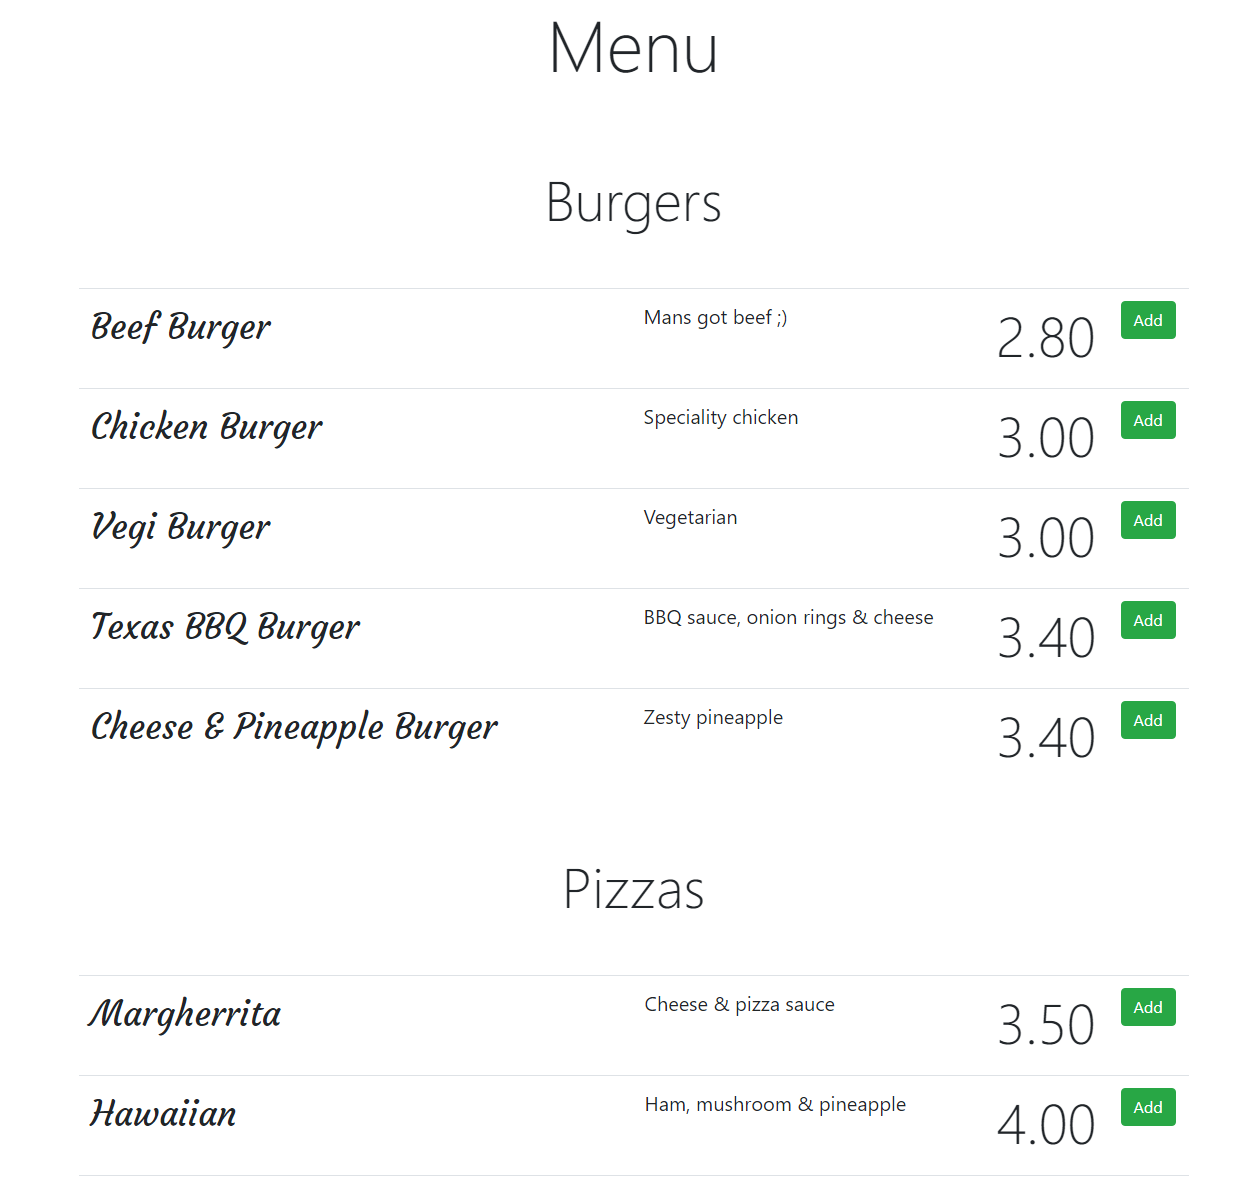 Menu
Burgers
Beef Burger Mans got beef ;) 2.80 Add
Chicken Burger Speciality chicken 3.00 Add
Vegi Burger Vegetarian 3.00 Add
Texas BBQ Burger BBQ sauce, onion rings & cheese 3.40 Add
Cheese & Pineapple Burger Zesty pineapple 3.40 Add
Pizzas
Margherrita Cheese & pizza sauce 3.50 Add
Hawaiian Ham, mushroom & pineapple 4.00 Add